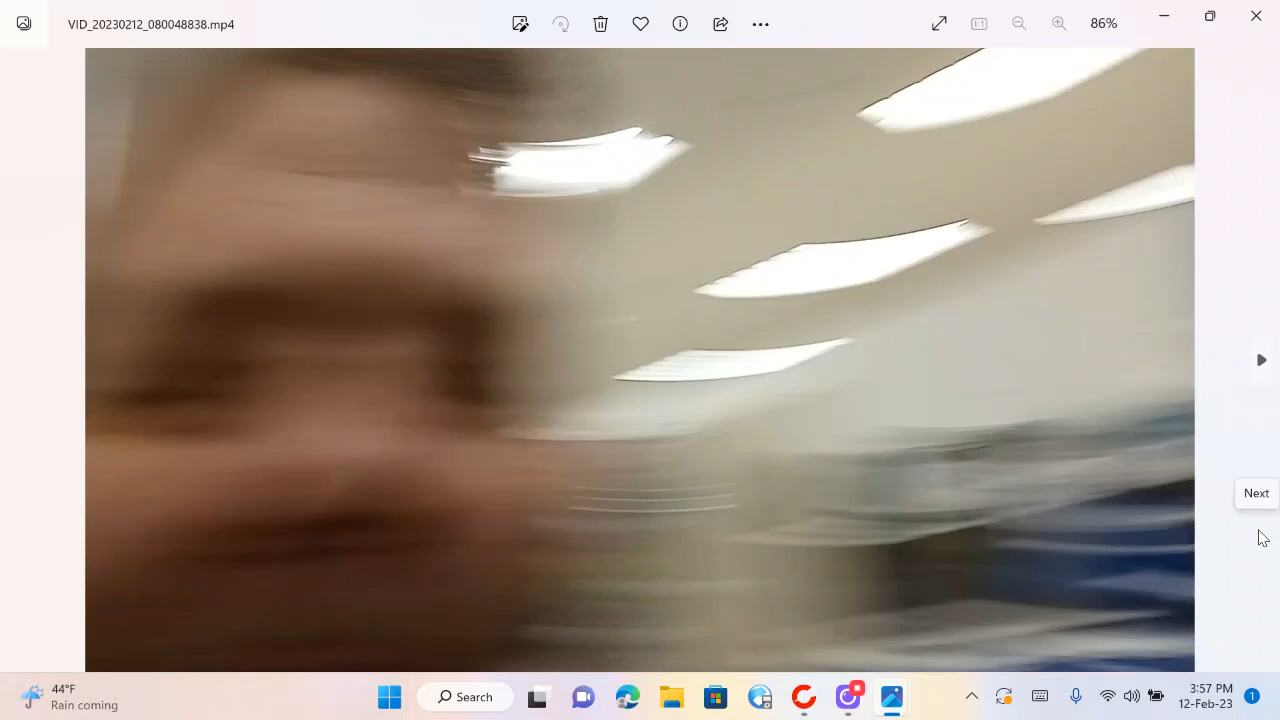 VID_20230212_080048838.mp4
86%
Next
44°F
Rain coming
Search
3:57 PM
12-Feb-23
1